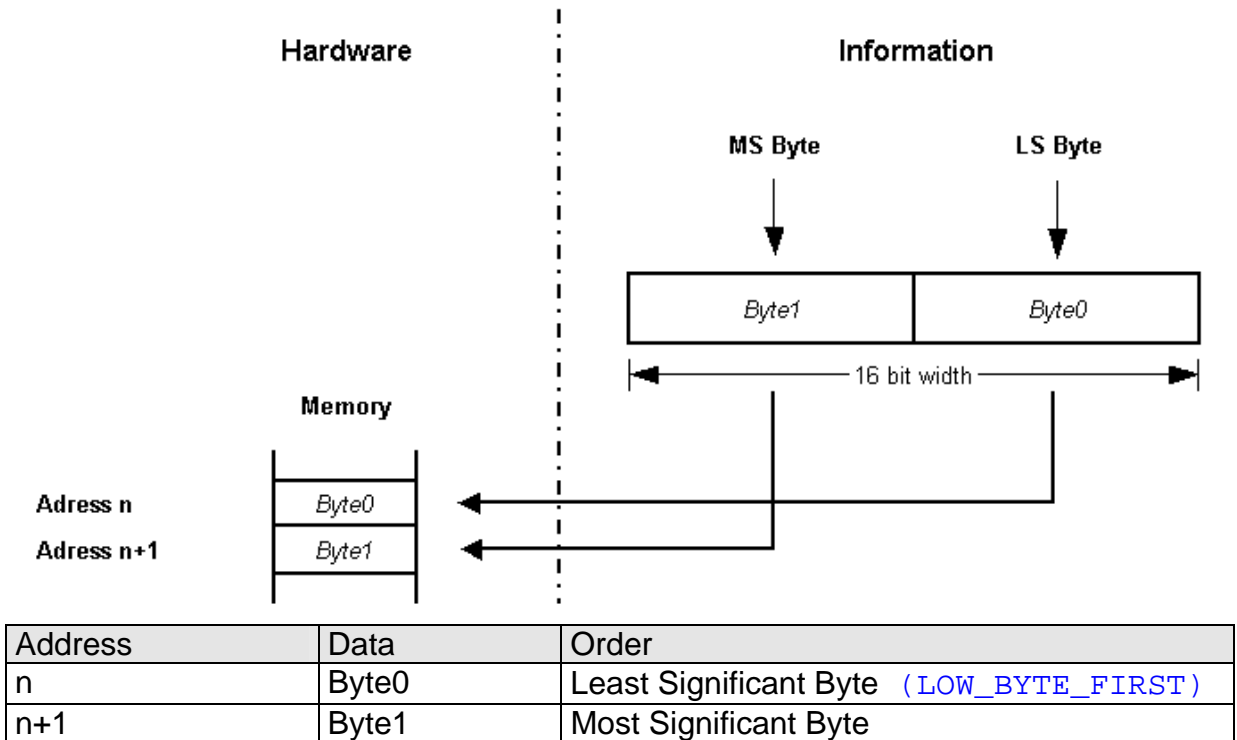 Hardware
Information
MS Byte
LS Byte
Byte1
Byte0
16 bit width
Memory
Adress n
Byte0
Adress n+1
Byte1
Address Data Order
n Byte0 Least Significant Byte (LOW_BYTE_FIRST)
n+1 Byte1 Most Significant Byte